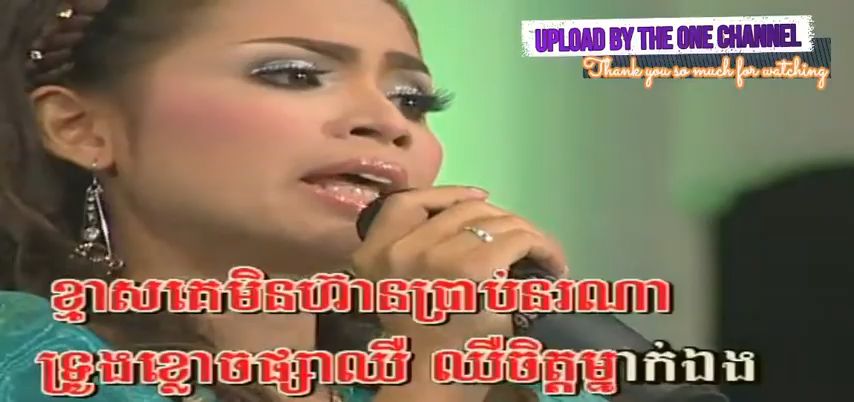 UPLOAD BY THE ONE CHANNEL
Thank you so much for watching
ខ្មាសគេមិនហ៊ានប្រាប់នរណា
ទ្រូងខ្លោចផ្សាឈឺ ឈឺចិត្តម្នាក់ឯង